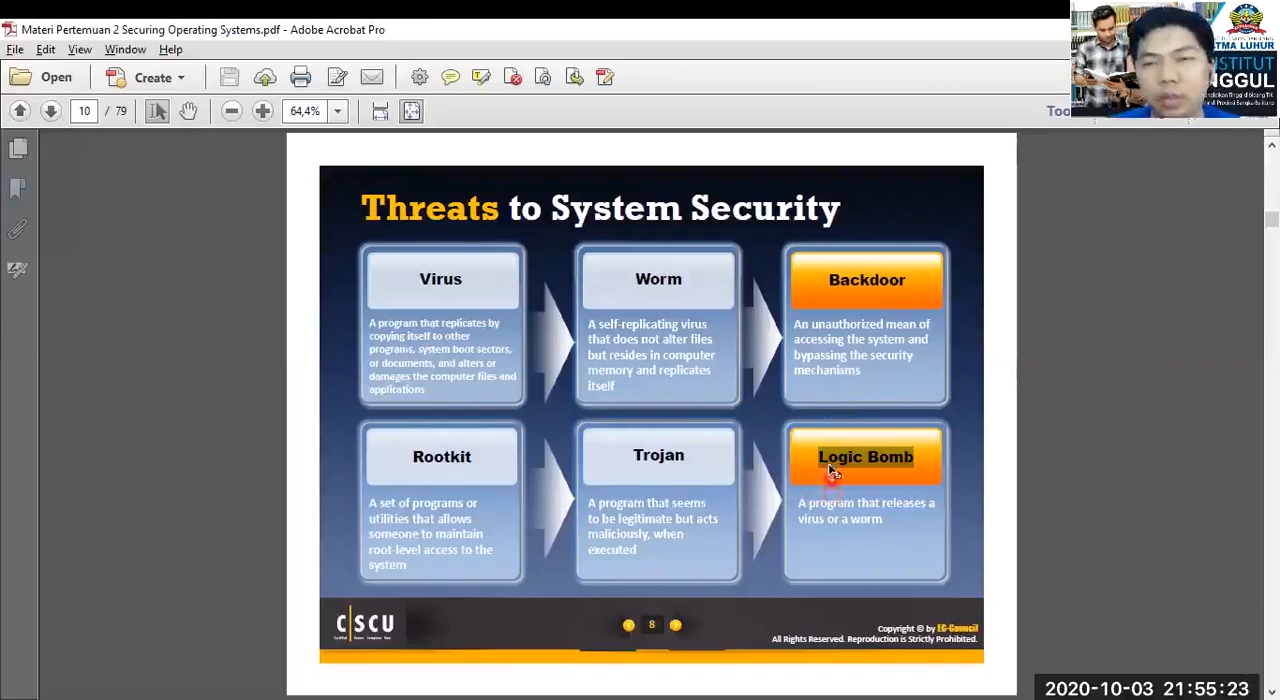 Materi Pertemuan 2 Securing Operating Systems.pdf - Adobe Acrobat Pro
File Edit View Window Help
Open Create
10 / 79 64,4% Too
TMA LUHUR
NSTITUT
NGGUL
Threats to System Security
Virus
A program that replicates by
copying itself to other
programs, system boot sectors,
or documents, and alters or
damages the computer files and
applications
Worm
A self-replicating virus
that does not alter files
but resides in computer
memory and replicates
itself
Backdoor
An unauthorized mean of
accessing the system and
bypassing the security
mechanisms
Rootkit
A set of programs or
utilities that allows
someone to maintain
root-level access to the
system
Trojan
A program that seems
to be legitimate but acts
maliciously, when
executed
Logic Bomb
A program that releases a
virus or a worm
CSCU
8
Copyright © by EC-Council
All Rights Reserved. Reproduction is Strictly Prohibited.
2020-10-03 21:55:23